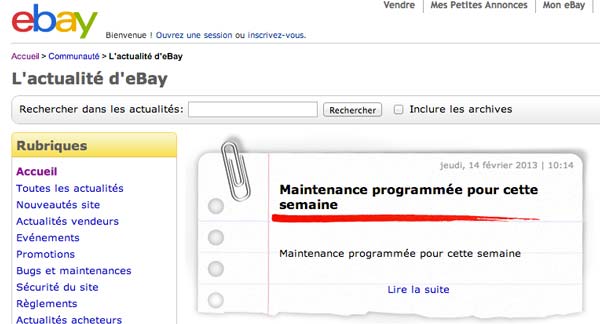 ebay
Vendre
Mes Petites Annonces
Mon eBay
Bienvenue ! Ouvrez une session ou inscrivez-vous.
Accueil > Communauté > L'actualité d'eBay
L'actualité d'eBay
Rechercher dans les actualités:
Rechercher
Inclure les archives
Rubriques
Accueil
Toutes les actualités
Nouveautés site
Actualités vendeurs
Evénements
Promotions
Bugs et maintenances
Sécurité du site
Règlements
Actualités acheteurs
jeudi, 14 février 2013 | 10:14
Maintenance programmée pour cette
semaine
Maintenance programmée pour cette semaine
Lire la suite